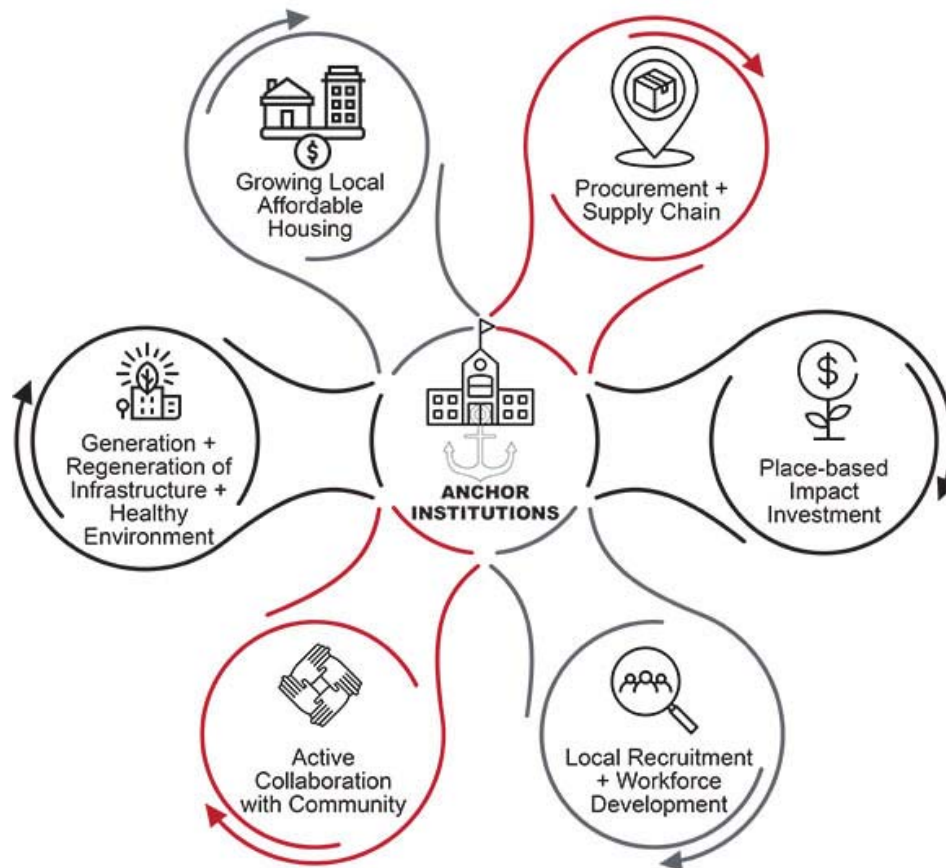 Growing Local
Affordable
Housing
Procurement +
Supply Chain
Generation +
Regeneration of
Infrastructure +
Healthy
Environment
ANCHOR
INSTITUTIONS
Place-based
Impact
Investment
Active
Collaboration
with Community
Local Recruitment
+ Workforce
Development